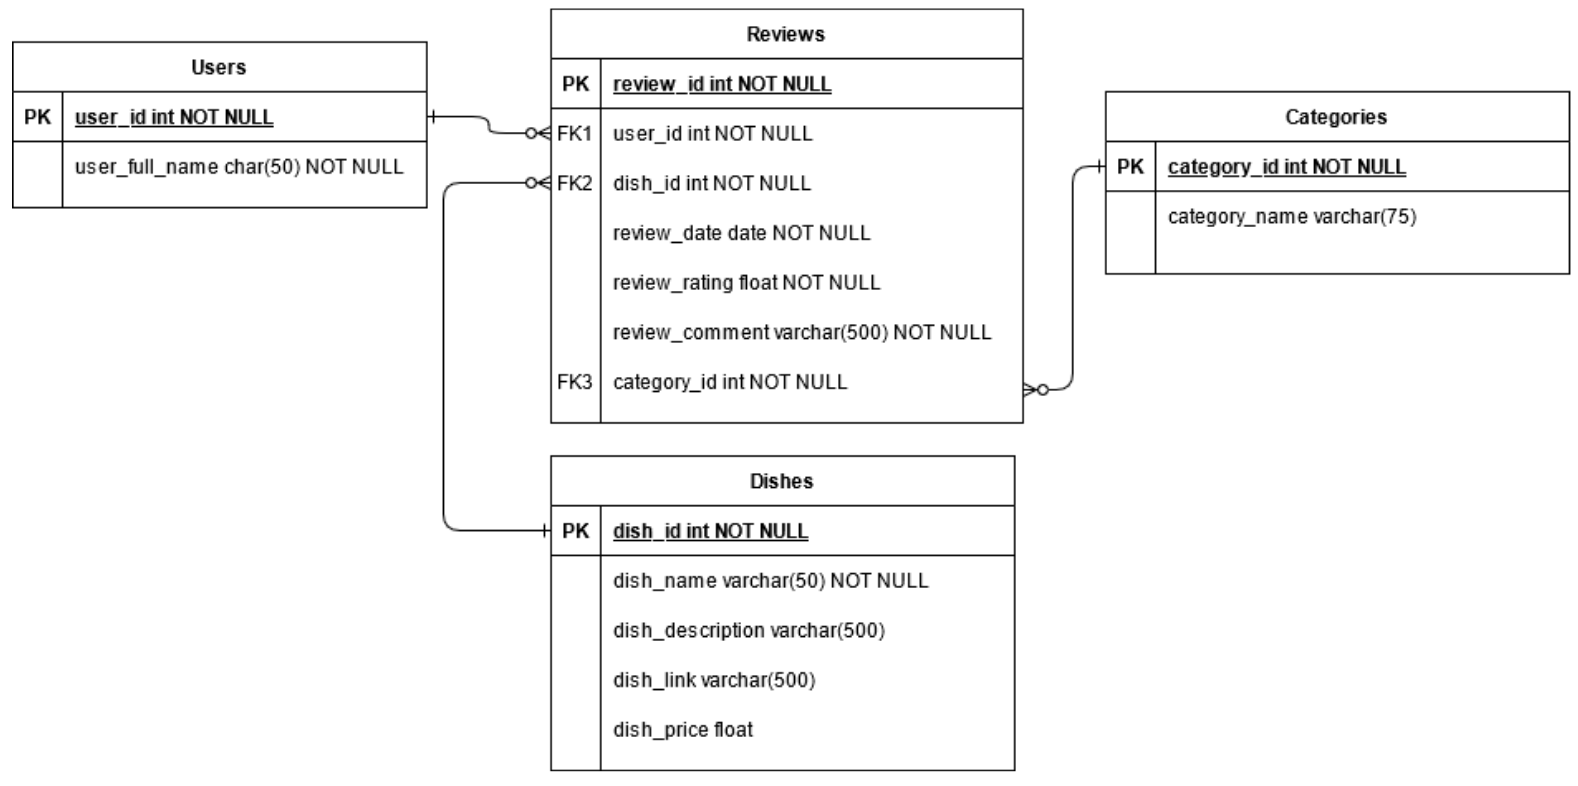 Users
PK user_id int NOT NULL
user_full_name char(50) NOT NULL
Reviews
PK review_id int NOT NULL
FK1 user_id int NOT NULL
FK2 dish_id int NOT NULL
review_date date NOT NULL
review_rating float NOT NULL
review_comment varchar(500) NOT NULL
FK3 category_id int NOT NULL
Categories
PK category_id int NOT NULL
category_name varchar(75)
Dishes
PK dish_id int NOT NULL
dish_name varchar(50) NOT NULL
dish_description varchar(500)
dish_link varchar(500)
dish_price float